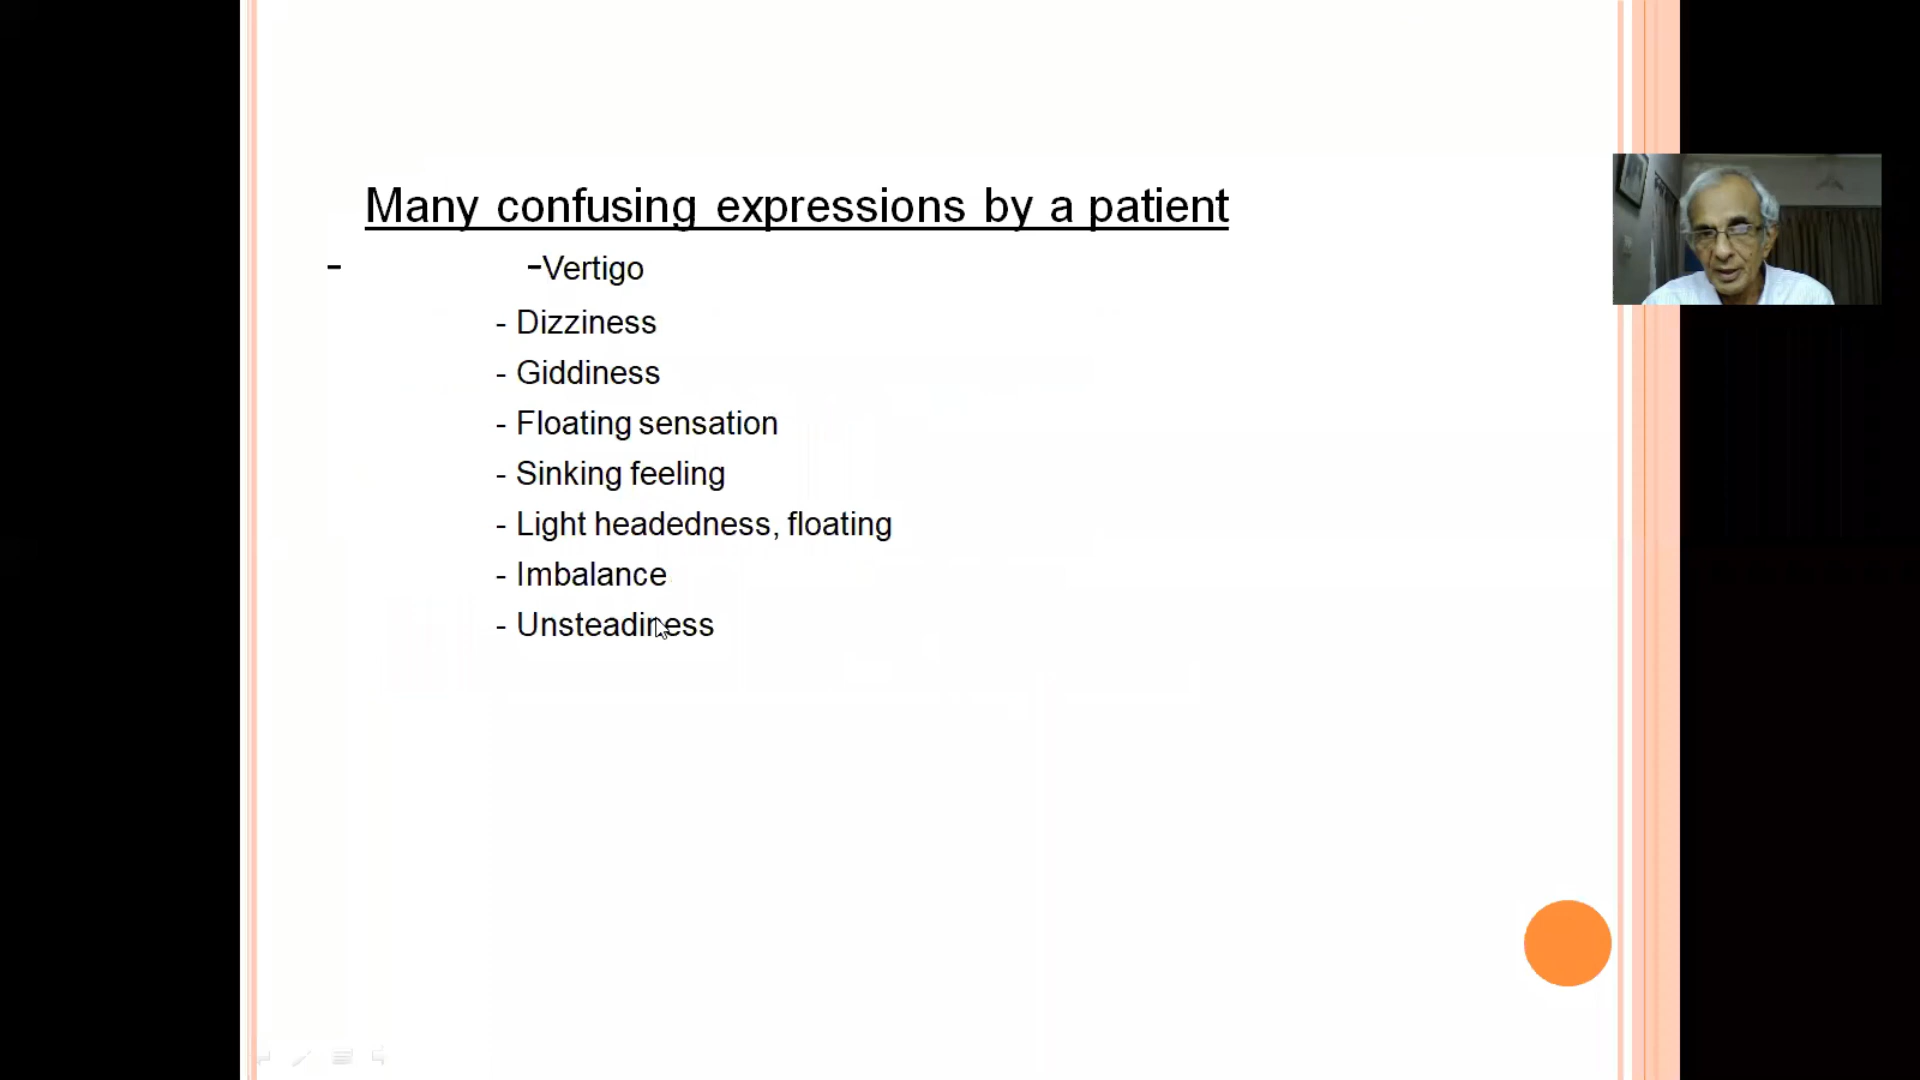 Many confusing expressions by a patient
- -Vertigo
- Dizziness
- Giddiness
- Floating sensation
- Sinking feeling
- Light headedness, floating
- Imbalance
- Unsteadiness